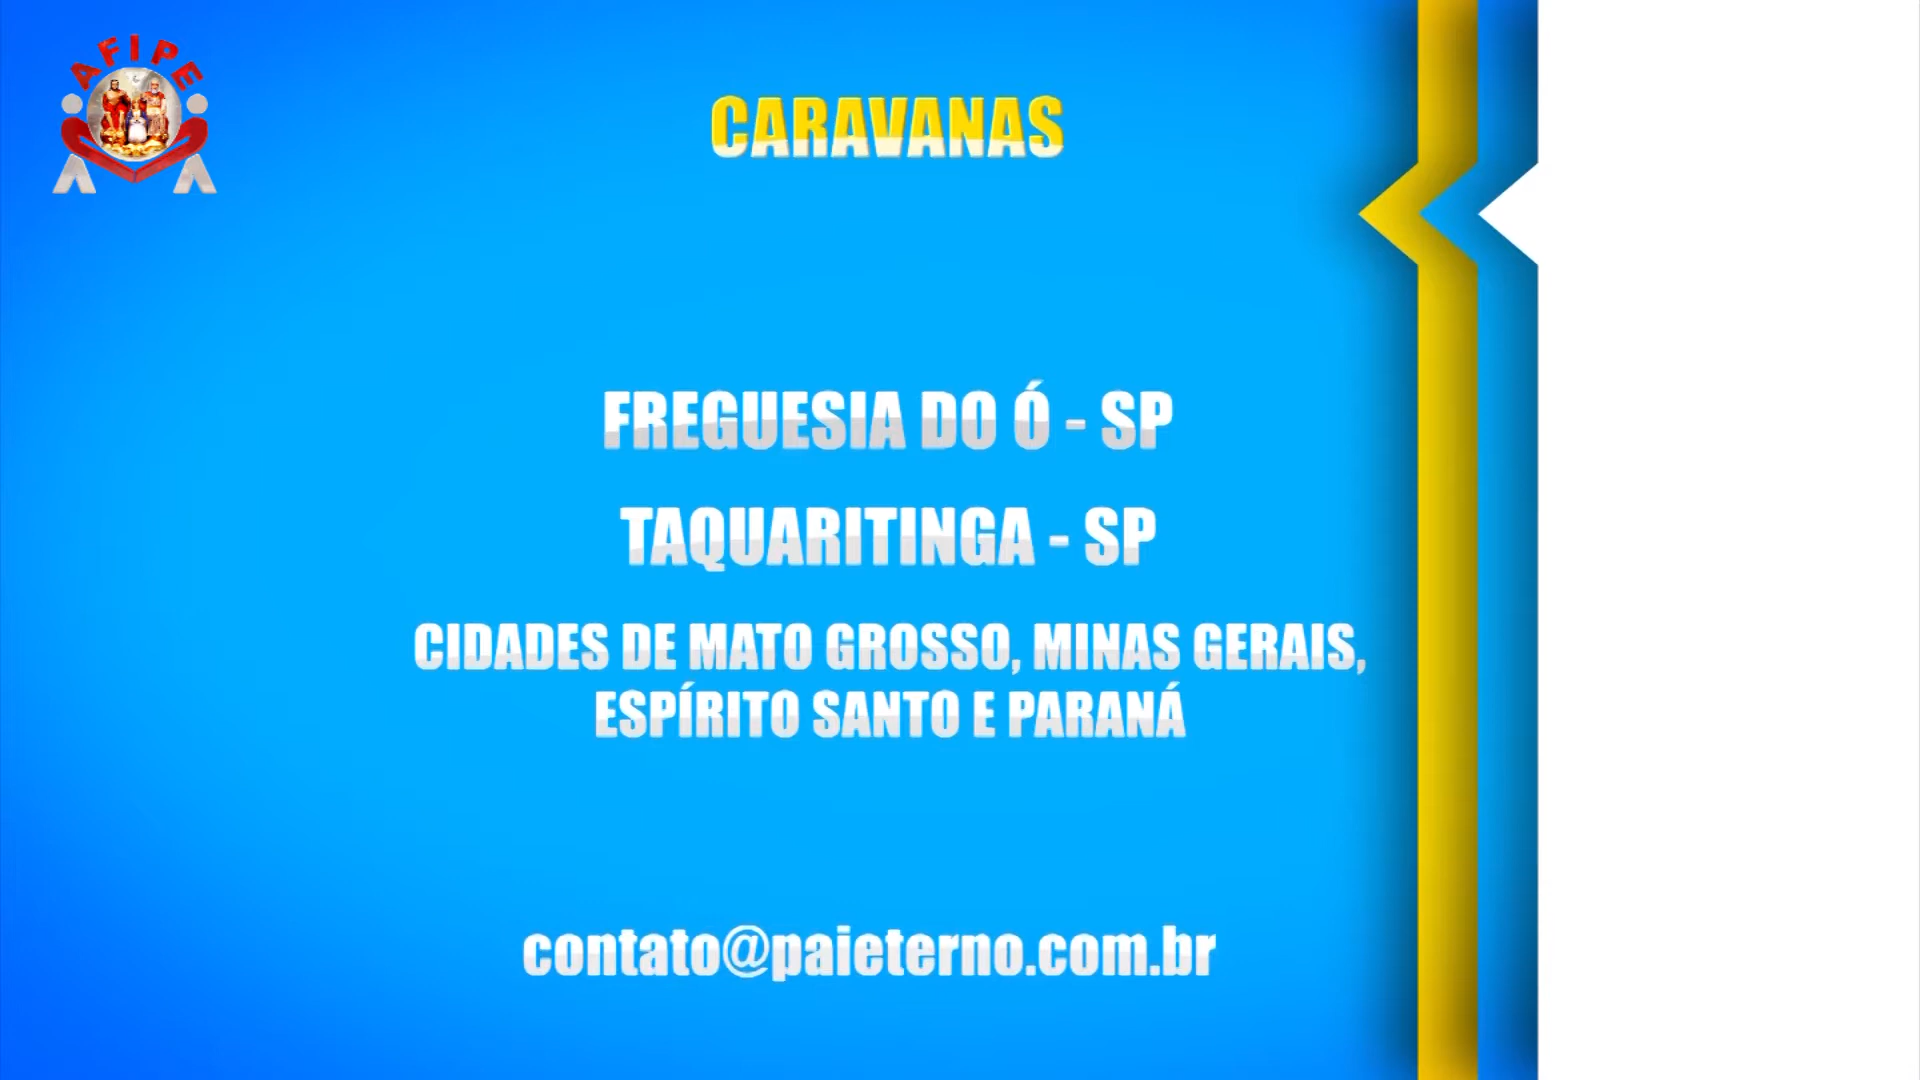 AFIPE
CARAVANAS
FREGUESIA DO Ó - SP
TAQUARITINGA - SP
CIDADES DE MATO GROSSO, MINAS GERAIS,
ESPÍRITO SANTO E PARANÁ
contato@paieterno.com.br